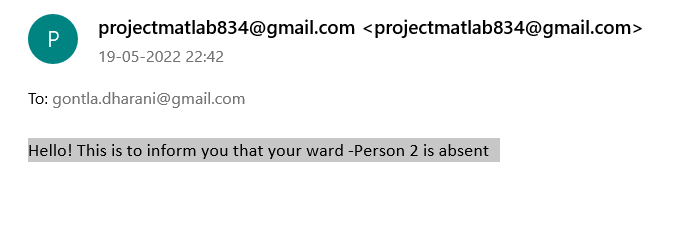 P
projectmatlab834@gmail.com <projectmatlab834@gmail.com>
19-05-2022 22:42
To: gontla.dharani@gmail.com
Hello! This is to inform you that your ward -Person 2 is absent